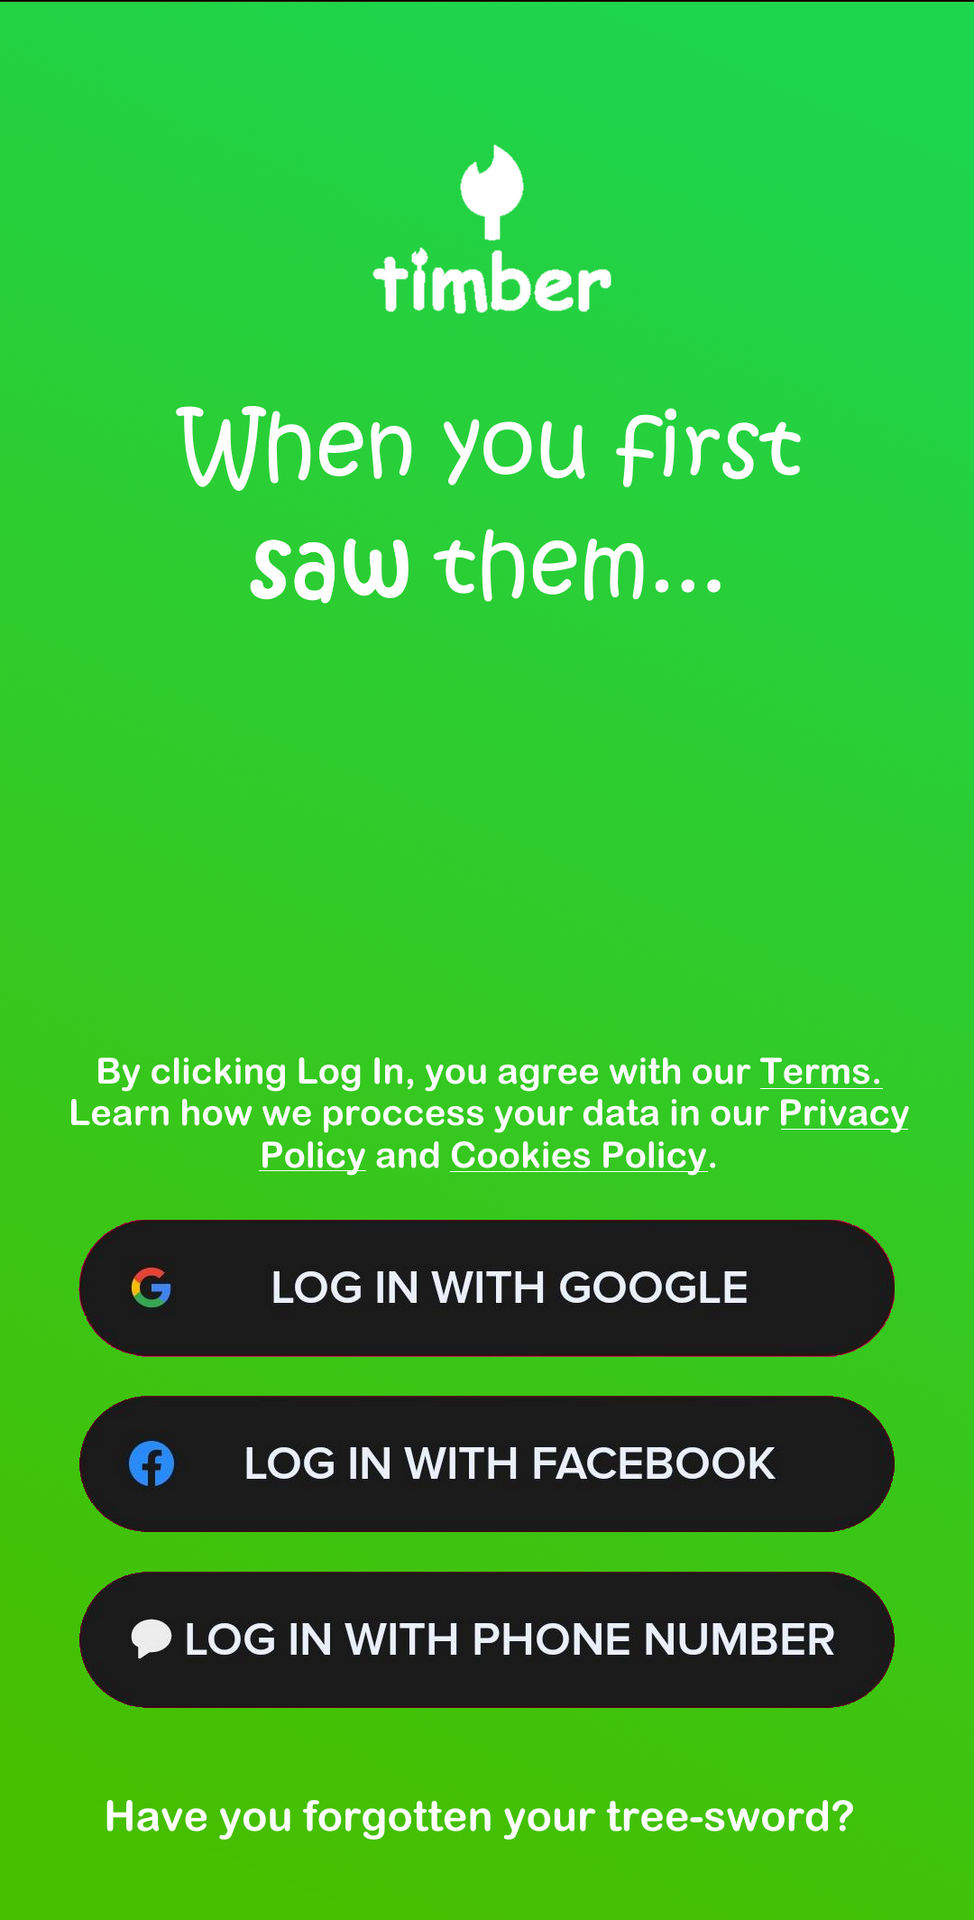 timber
When you first
saw them...
By clicking Log In, you agree with our Terms.
Learn how we proccess your data in our Privacy
Policy and Cookies Policy.
LOG IN WITH GOOGLE
LOG IN WITH FACEBOOK
LOG IN WITH PHONE NUMBER
Have you forgotten your tree-sword?